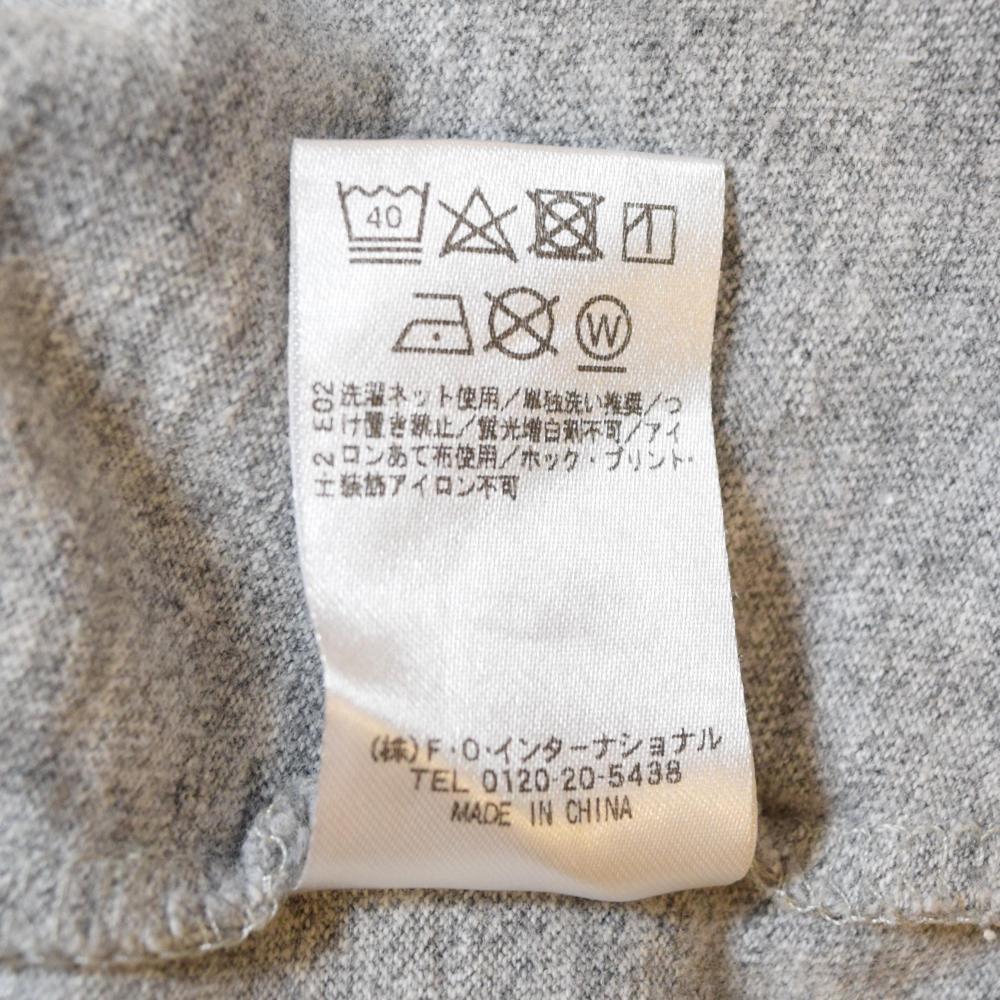 40
W
洗濯ネット使用/単独洗い推奨/つ
け置き禁止/蛍光増白剤不可/アイ
ロンあて布使用/ホック・プリント・
装飾アイロン不可
E02
(株)F・O・インターナショナル
TEL 0120-20-5438
MADE IN CHINA